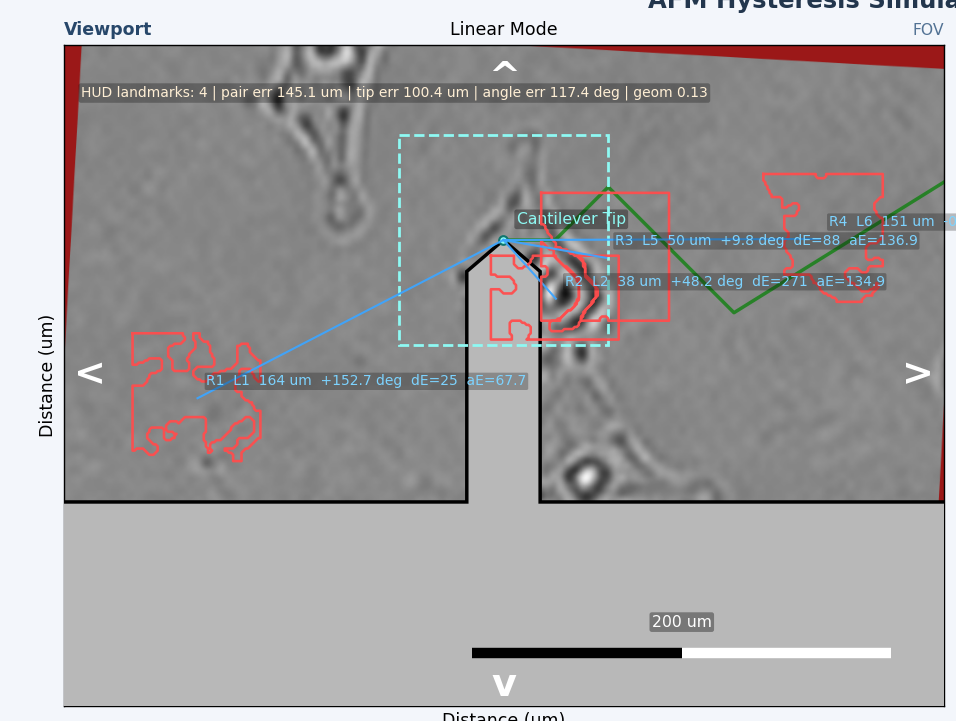 AFM Hysteresis
Viewport
Linear Mode
FOV
^
HUD landmarks: 4 | pair err 145.1 um | tip err 100.4 um | angle err 117.4 deg | geom 0.13
Cantilever Tip
R4 L6 151 um
R3 L5 50 um +9.8 deg dE=88 aE=136.9
R2 L2 38 um +48.2 deg dE=271 aE=134.9
< >
R1 L1 164 um +152.7 deg dE=25 aE=67.7
Distance (um)
200 um
v
Distance (um)